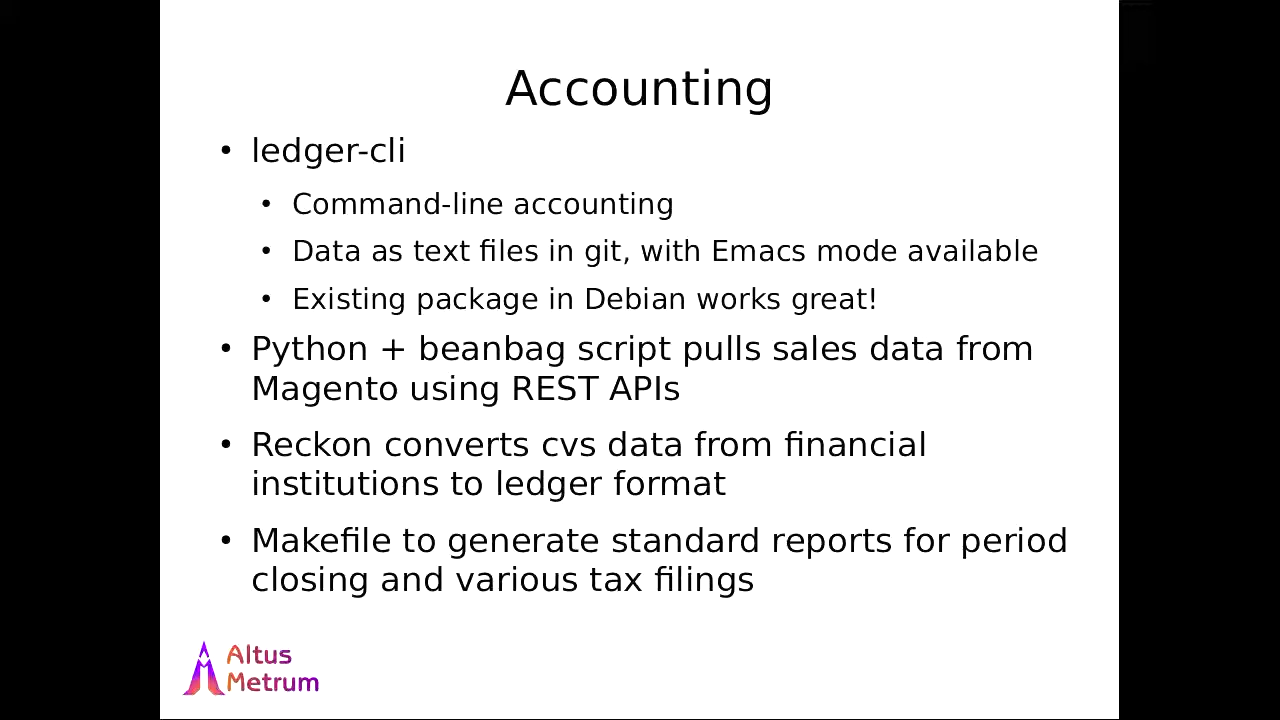 Accounting
• ledger-cli
• Command-line accounting
• Data as text files in git, with Emacs mode available
• Existing package in Debian works great!
• Python + beanbag script pulls sales data from
Magento using REST APIs
• Reckon converts cvs data from financial
institutions to ledger format
• Makefile to generate standard reports for period
closing and various tax filings
Altus
Metrum